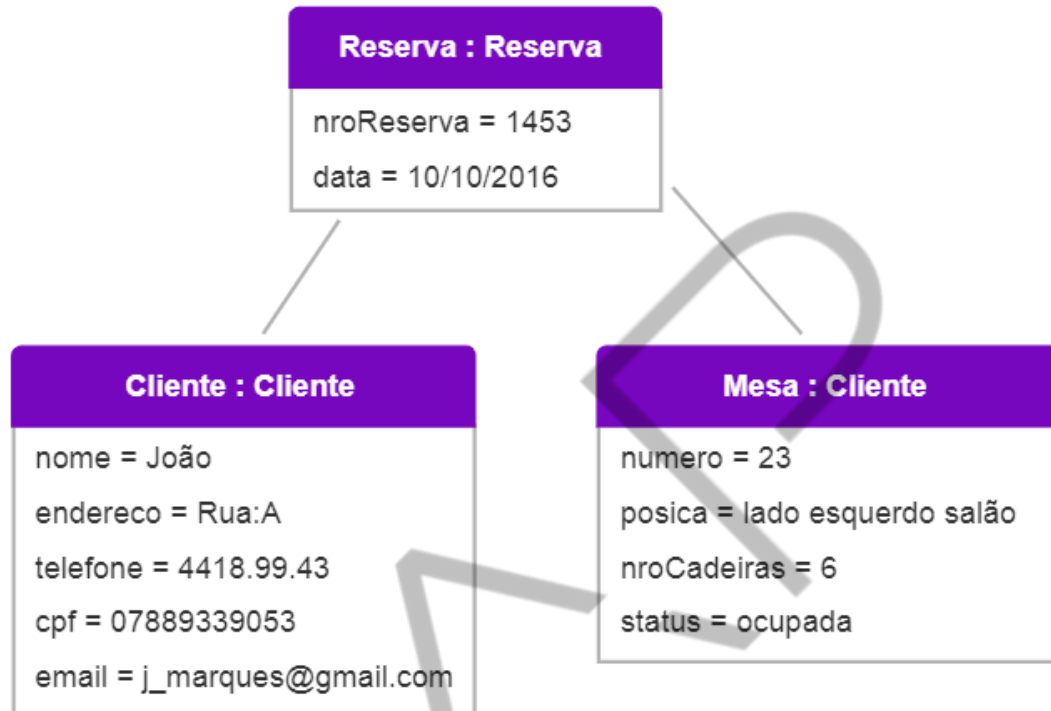 Reserva : Reserva
nroReserva = 1453
data = 10/10/2016
Cliente : Cliente
nome = João
endereco = Rua:A
telefone = 4418.99.43
cpf = 07889339053
email = j_marques@gmail.com
Mesa : Cliente
numero = 23
posica = lado esquerdo salão
nroCadeiras = 6
status = ocupada